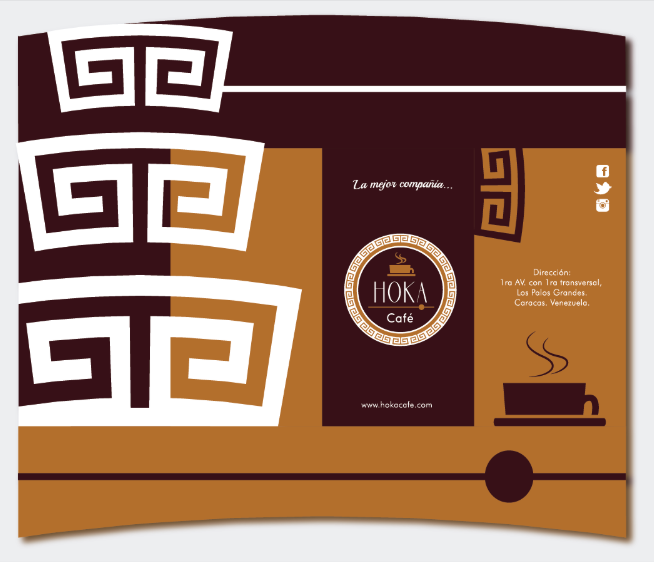 La mejor compañía...
HOKA
Café
www.hokacafe.com
Dirección:
1ra AV. con 1ra transversal,
Los Palos Grandes.
Caracas. Venezuela.